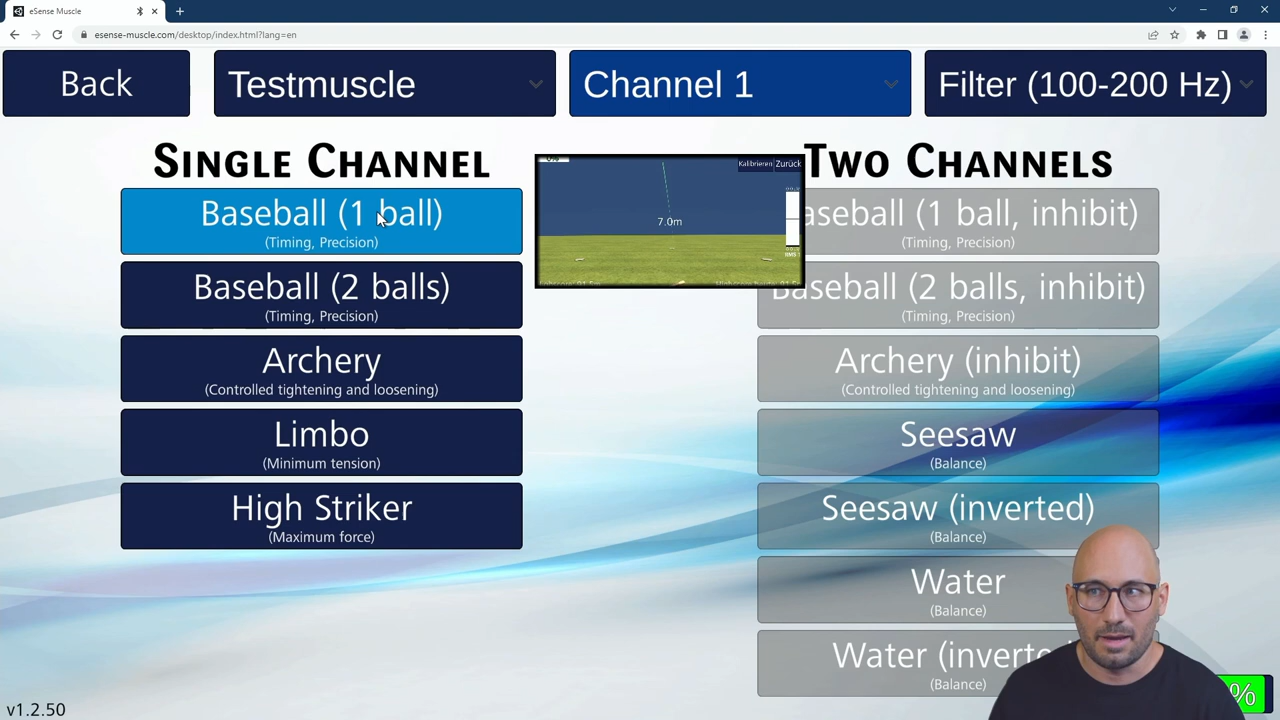 eSense Muscle
esense-muscle.com/desktop/index.html?lang=en
Back
Testmuscle
Channel 1
Filter (100-200 Hz)
SINGLE CHANNEL
Baseball (1 ball)
(Timing, Precision)
Baseball (2 balls)
(Timing, Precision)
Archery
(Controlled tightening and loosening)
Limbo
(Minimum tension)
High Striker
(Maximum force)
Kalibrieren
Zurück
7.0m
TWO CHANNELS
aseball (1 ball, inhibit)
(Timing, Precision)
Baseball (2 balls, inhibit)
(Timing, Precision)
Archery (inhibit)
(Controlled tightening and loosening)
Seesaw
(Balance)
Seesaw (inverted)
(Balance)
Water
(Balance)
Water (inverte
(Balance)
%
v1.2.50